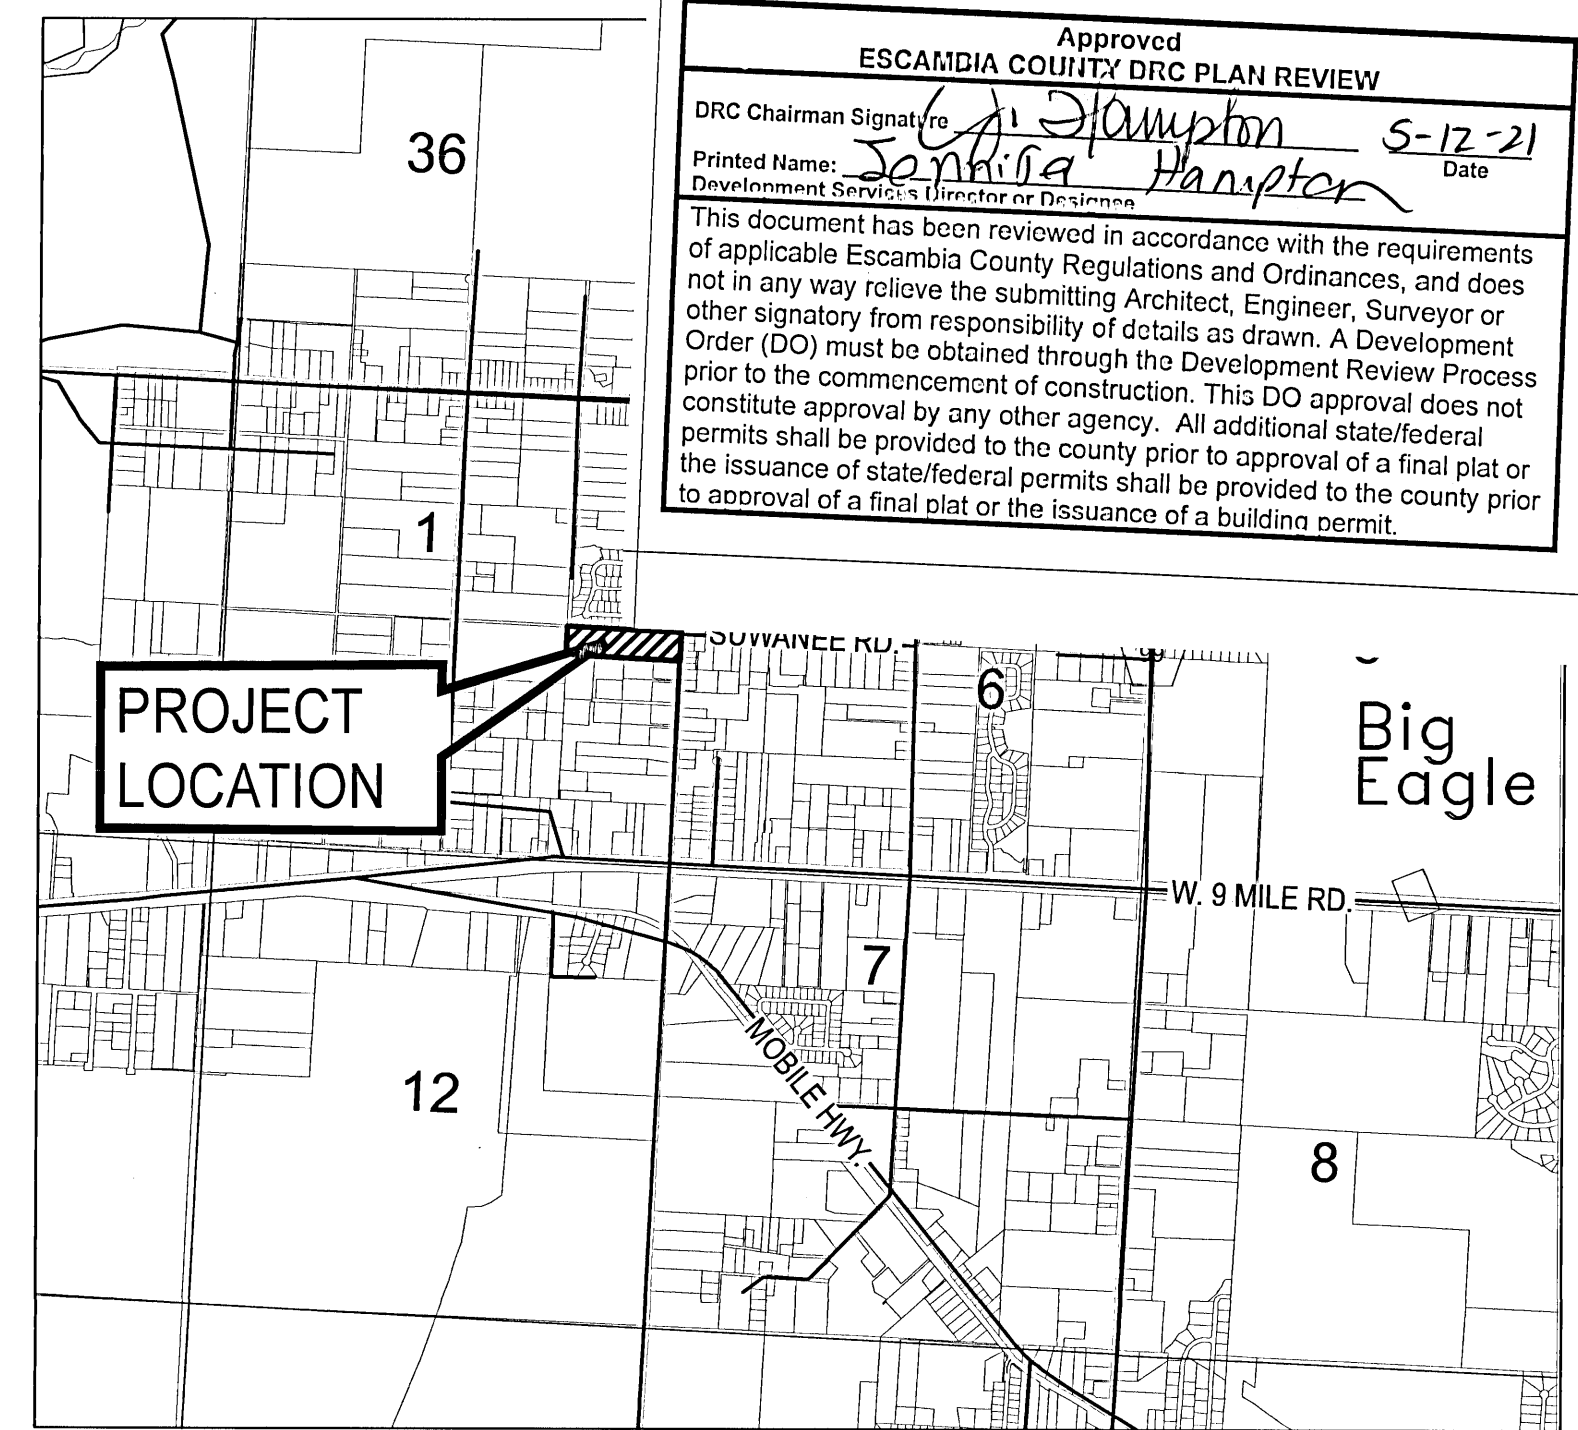 Approved
ESCAMBIA COUNTY DRC PLAN REVIEW
DRC Chairman Signature J. Hampton 5-12-21
Date
Printed Name: Hampton
Development Services Director or Designee
This document has been reviewed in accordance with the requirements
of applicable Escambia County Regulations and Ordinances, and does
not in any way relieve the submitting Architect, Engineer, Surveyor or
other signatory from responsibility of details as drawn. A Development
Order (DO) must be obtained through the Development Review Process
prior to the commencement of construction. This DO approval does not
constitute approval by any other agency. All additional state/federal
permits shall be provided to the county prior to approval of a final plat or
the issuance of state/federal permits shall be provided to the county prior
to approval of a final plat or the issuance of a building permit.
36
1
SUWANEE RD.
6
PROJECT
LOCATION
Big
Eagle
W. 9 MILE RD.
7
MOBILE HWY.
12
8